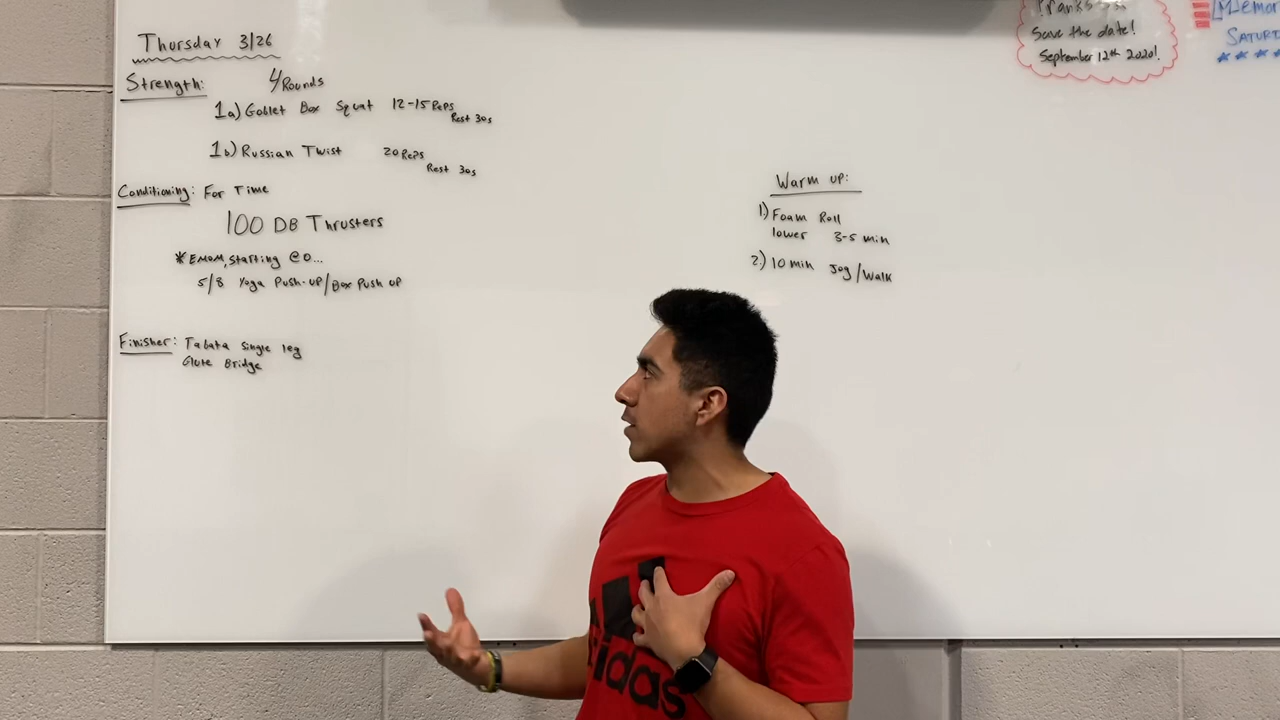 Thursday 3/26
Strength: 4 Rounds
1a) Goblet Box Squat 12-15 Reps
Rest 30s
1b) Russian Twist 20 Reps
Rest 30s
Conditioning: For Time
100 DB Thrusters
*EMOM, starting @ 0...
5/8 Yoga Push-up/Box Push up
Finisher: Tabata single leg
Glute Bridge
Warm up:
1) Foam Roll
lower 3-5 min
2.) 10 min Jog/Walk
Save the date!
September 12th 2020!
adidas